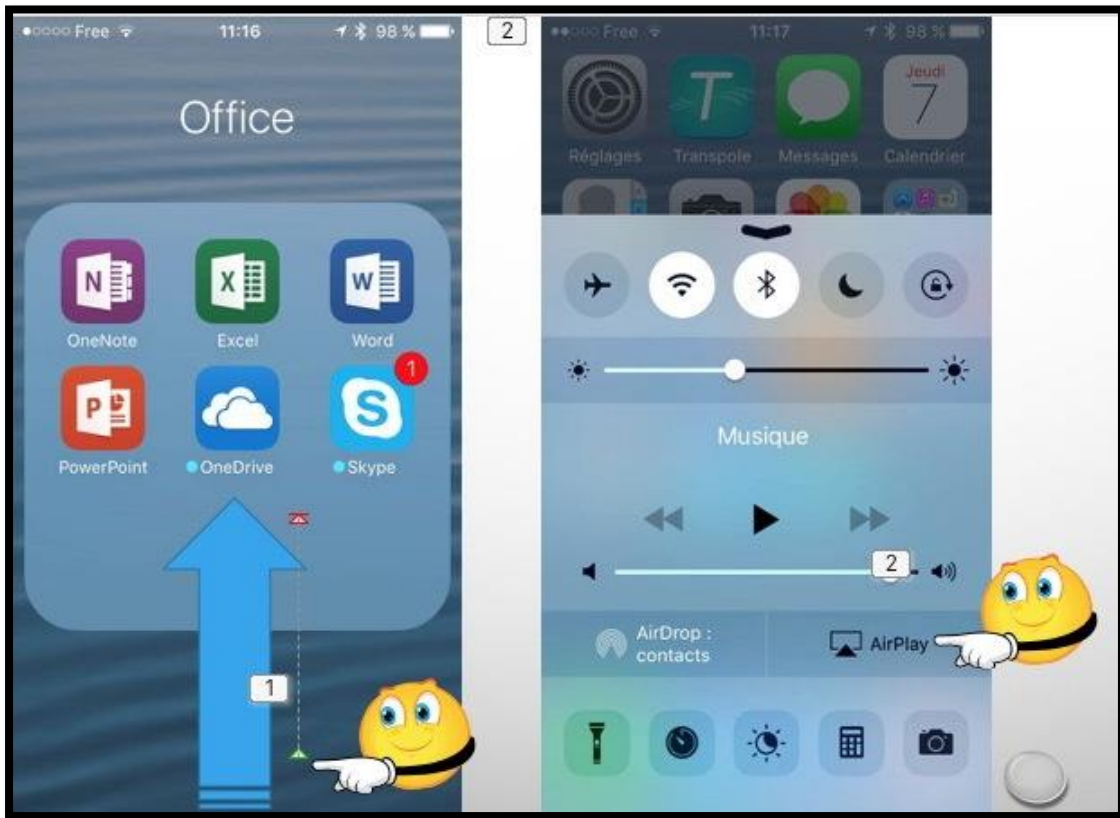 Free 11:16 98 %
Office
N X W
OneNote Excel Word
1
P S
PowerPoint OneDrive Skype
1
2
Free 11:17 98 %
Jeudi
T 7
Réglages Transpole Messages Calendrier
Musique
2
AirDrop :
contacts
AirPlay